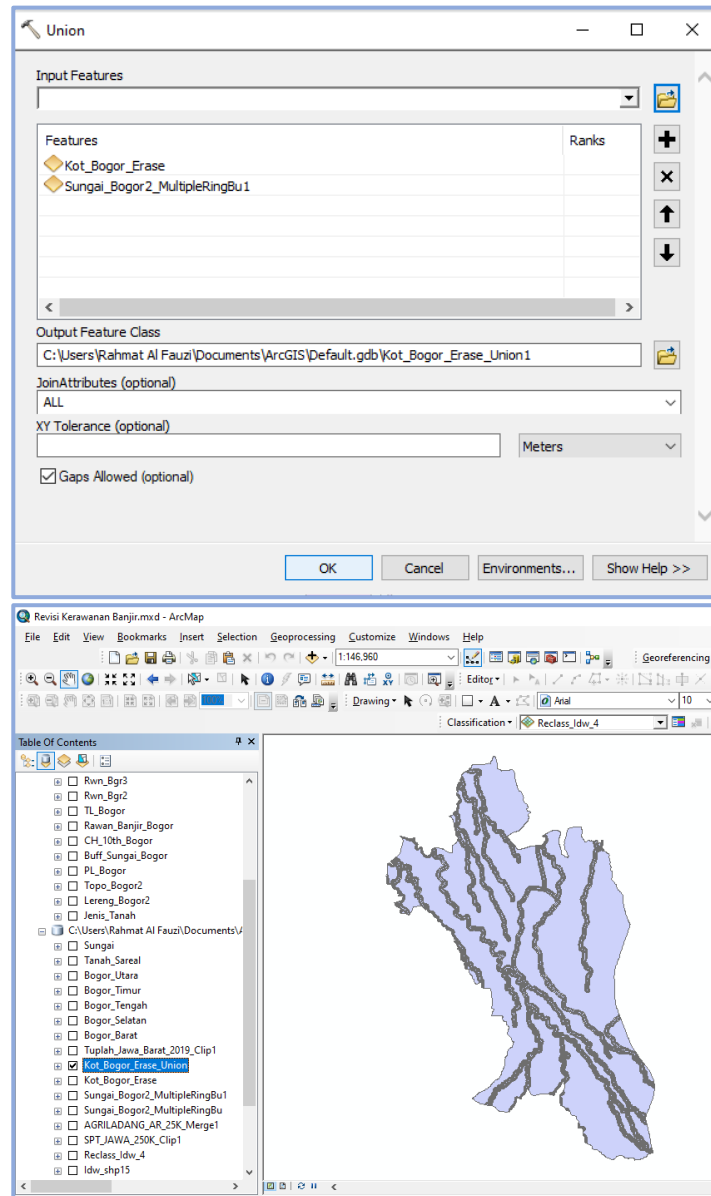 Union
Input Features
Features Ranks
Kot_Bogor_Erase
Sungai_Bogor2_MultipleRingBu1
Output Feature Class
C:\Users\Rahmat Al Fauzi\Documents\ArcGIS\Default.gdb\Kot_Bogor_Erase_Union1
JoinAttributes (optional)
ALL
XY Tolerance (optional)
Meters
Gaps Allowed (optional)
OK Cancel Environments... Show Help >>
Revisi Kerawanan Banjir.mxd - ArcMap
File Edit View Bookmarks Insert Selection Geoprocessing Customize Windows Help
1:146,960 Georeferencing
Editor
Drawing A Arial 10
Classification Reclass_Idw_4
Table Of Contents
Rwn_Bgr3
Rwn_Bgr2
TL_Bogor
Rawan_Banjir_Bogor
CH_10th_Bogor
Buff_Sungai_Bogor
PL_Bogor
Topo_Bogor2
Lereng_Bogor2
Jenis_Tanah
C:\Users\Rahmat Al Fauzi\Documents\A
Sungai
Tanah_Sareal
Bogor_Utara
Bogor_Timur
Bogor_Tengah
Bogor_Selatan
Bogor_Barat
Tuplah_Jawa_Barat_2019_Clip1
Kot_Bogor_Erase_Union
Kot_Bogor_Erase
Sungai_Bogor2_MultipleRingBu1
Sungai_Bogor2_MultipleRingBu
AGRILADANG_AR_25K_Merge1
SPT_JAWA_250K_Clip1
Reclass_Idw_4
Idw_shp15